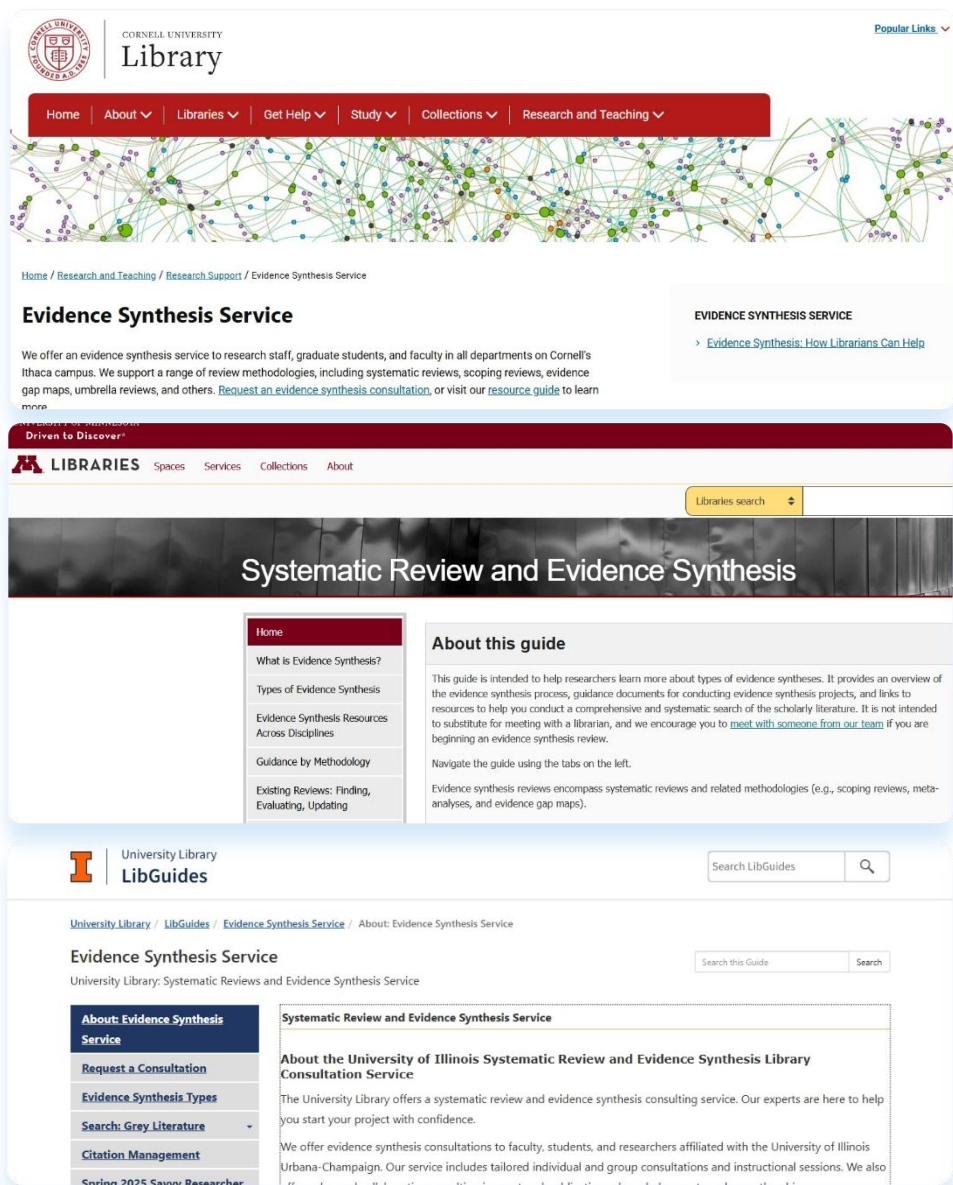 CORNELL UNIVERSITY
Library
Popular Links
Home
About
Libraries
Get Help
Study
Collections
Research and Teaching
Home / Research and Teaching / Research Support / Evidence Synthesis Service
Evidence Synthesis Service
We offer an evidence synthesis service to research staff, graduate students, and faculty in all departments on Cornell's
Ithaca campus. We support a range of review methodologies, including systematic reviews, scoping reviews, evidence
gap maps, umbrella reviews, and others. Request an evidence synthesis consultation, or visit our resource guide to learn
more
EVIDENCE SYNTHESIS SERVICE
Evidence Synthesis: How Librarians Can Help
UNIVERSITY OF MINNESOTA
Driven to Discover®
LIBRARIES
Spaces
Services
Collections
About
Libraries search
Systematic Review and Evidence Synthesis
Home
What is Evidence Synthesis?
Types of Evidence Synthesis
Evidence Synthesis Resources
Across Disciplines
Guidance by Methodology
Existing Reviews: Finding,
Evaluating, Updating
About this guide
This guide is intended to help researchers learn more about types of evidence syntheses. It provides an overview of
the evidence synthesis process, guidance documents for conducting evidence synthesis projects, and links to
resources to help you conduct a comprehensive and systematic search of the scholarly literature. It is not intended
to substitute for meeting with a librarian, and we encourage you to meet with someone from our team if you are
beginning an evidence synthesis review.
Navigate the guide using the tabs on the left.
Evidence synthesis reviews encompass systematic reviews and related methodologies (e.g., scoping reviews, meta-
analyses, and evidence gap maps).
University Library
LibGuides
Search LibGuides
University Library / LibGuides / Evidence Synthesis Service / About: Evidence Synthesis Service
Evidence Synthesis Service
University Library: Systematic Reviews and Evidence Synthesis Service
Search this Guide
Search
About: Evidence Synthesis
Service
Request a Consultation
Evidence Synthesis Types
Search: Grey Literature
Citation Management
Spring 2025 Savvy Researcher
Systematic Review and Evidence Synthesis Service
About the University of Illinois Systematic Review and Evidence Synthesis Library
Consultation Service
The University Library offers a systematic review and evidence synthesis consulting service. Our experts are here to help
you start your project with confidence.
We offer evidence synthesis consultations to faculty, students, and researchers affiliated with the University of Illinois
Urbana-Champaign. Our service includes tailored individual and group consultations and instructional sessions. We also